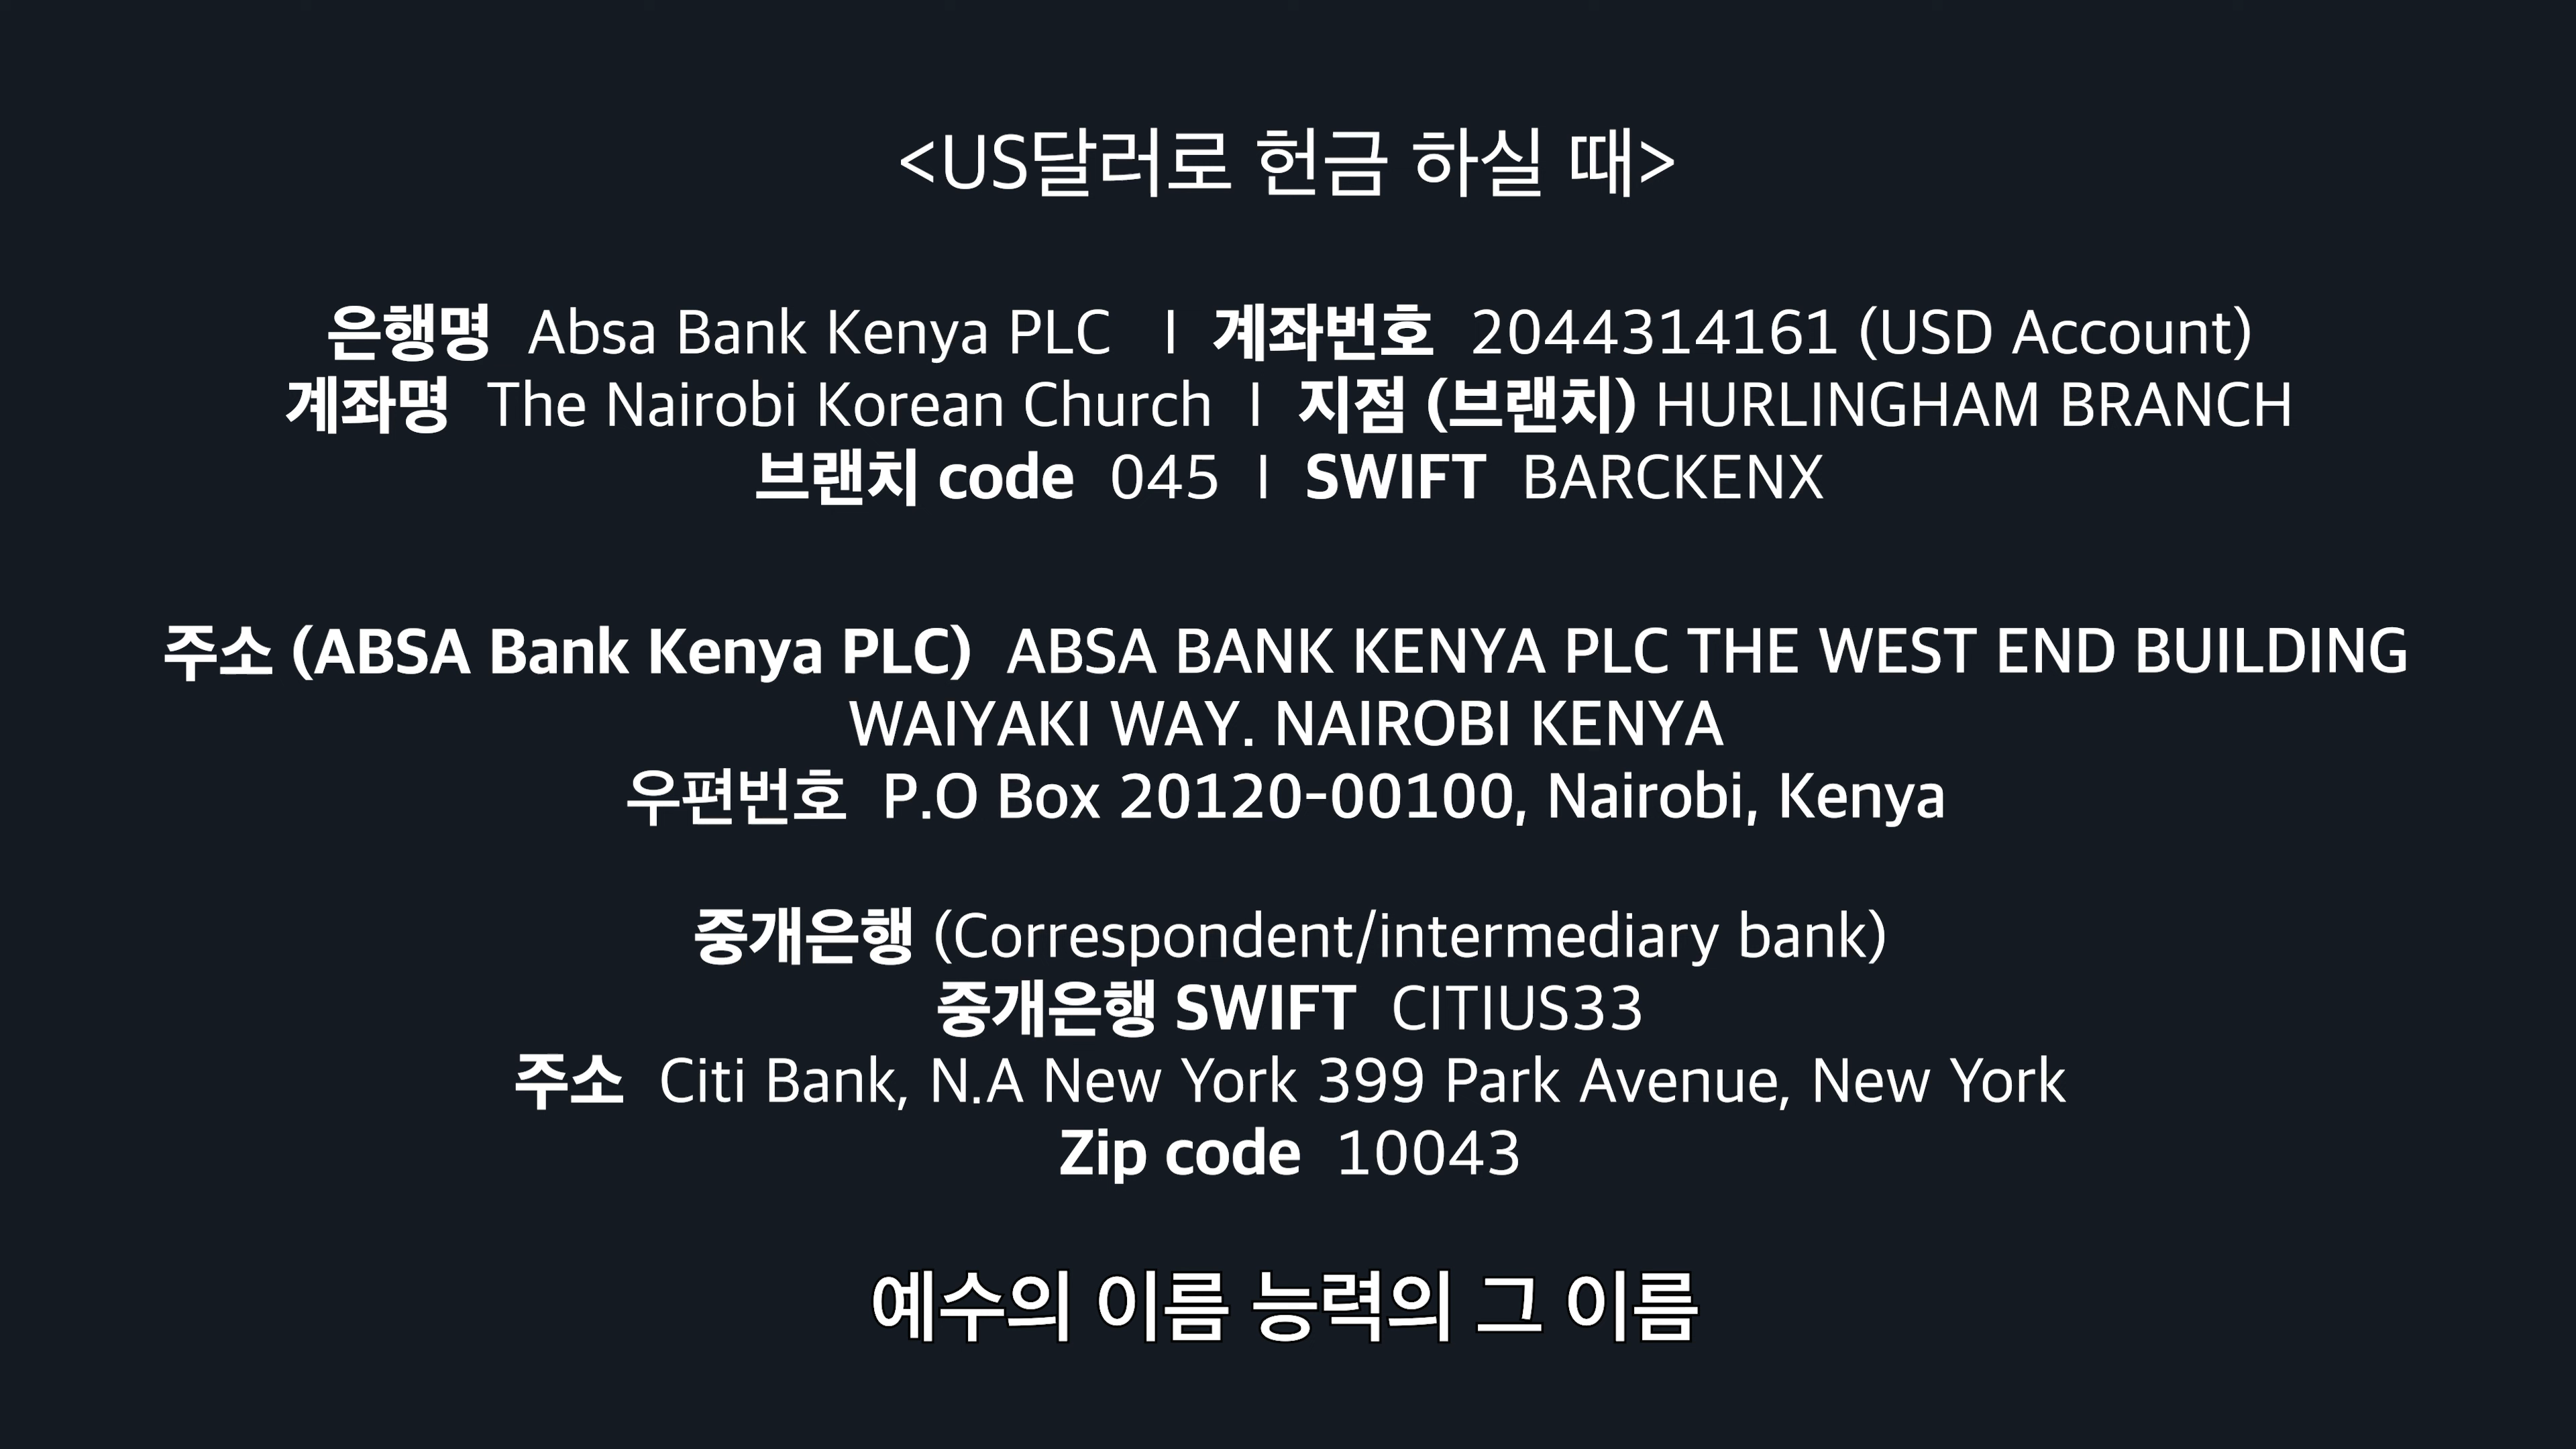 <US달러로 헌금 하실 때>
은행명 Absa Bank Kenya PLC I 계좌번호 2044314161 (USD Account)
계좌명 The Nairobi Korean Church I 지점 (브랜치) HURLINGHAM BRANCH
브랜치 code 045 I SWIFT BARCKENX
주소 (ABSA Bank Kenya PLC) ABSA BANK KENYA PLC THE WEST END BUILDING
WAIYAKI WAY. NAIROBI KENYA
우편번호 P.O Box 20120-00100, Nairobi, Kenya
중개은행 (Correspondent/intermediary bank)
중개은행 SWIFT CITIUS33
주소 Citi Bank, N.A New York 399 Park Avenue, New York
Zip code 10043
예수의 이름 능력의 그 이름